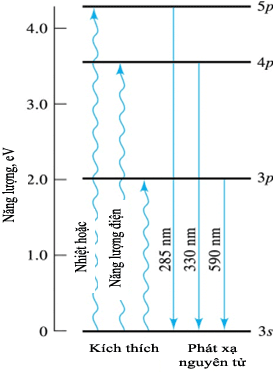 5p
4.0
4p
3.0
Năng lượng, eV
Nhiệt hoặc
Năng lượng điện
285 nm
330 nm
590 nm
2.0
3p
1.0
0
3s
Kích thích
Phát xạ
nguyên tử